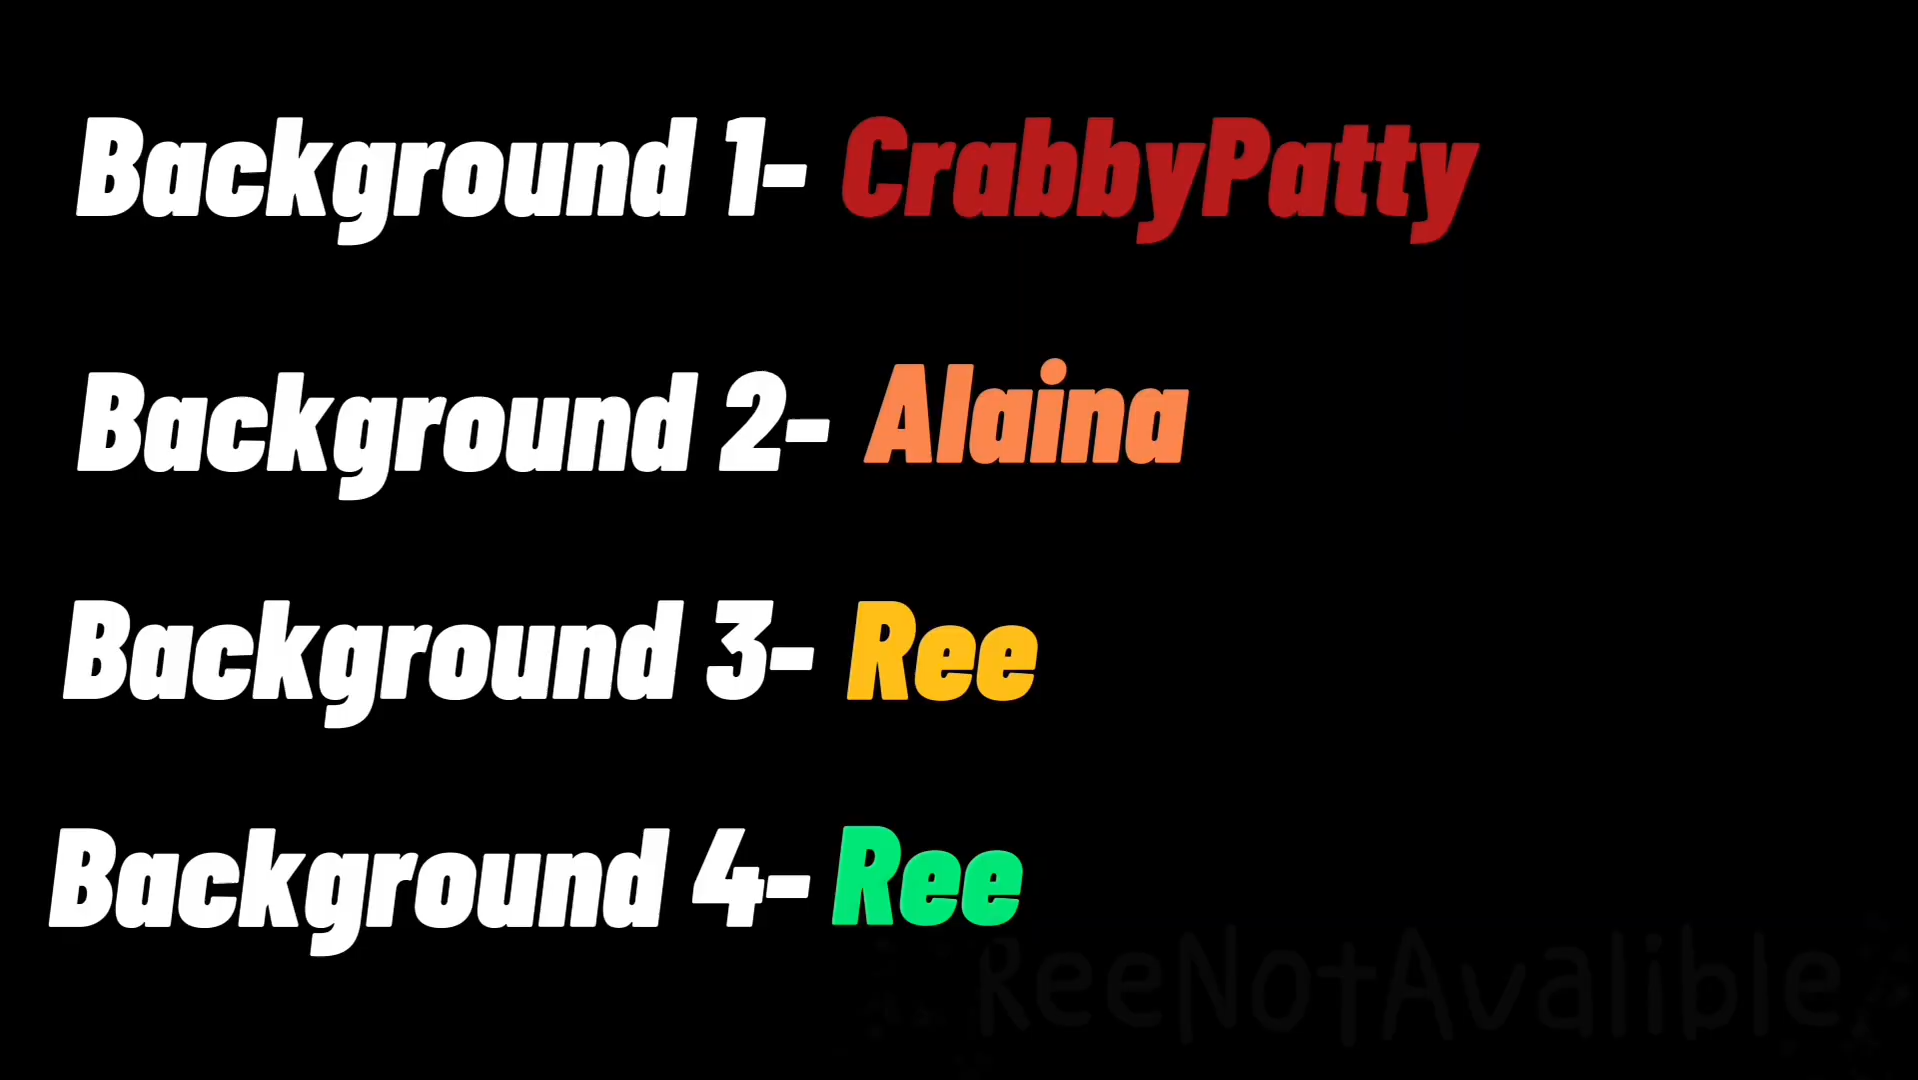 Background 1- CrabbyPatty
Background 2- Alaina
Background 3- Ree
Background 4- Ree
ReeNotAvalible